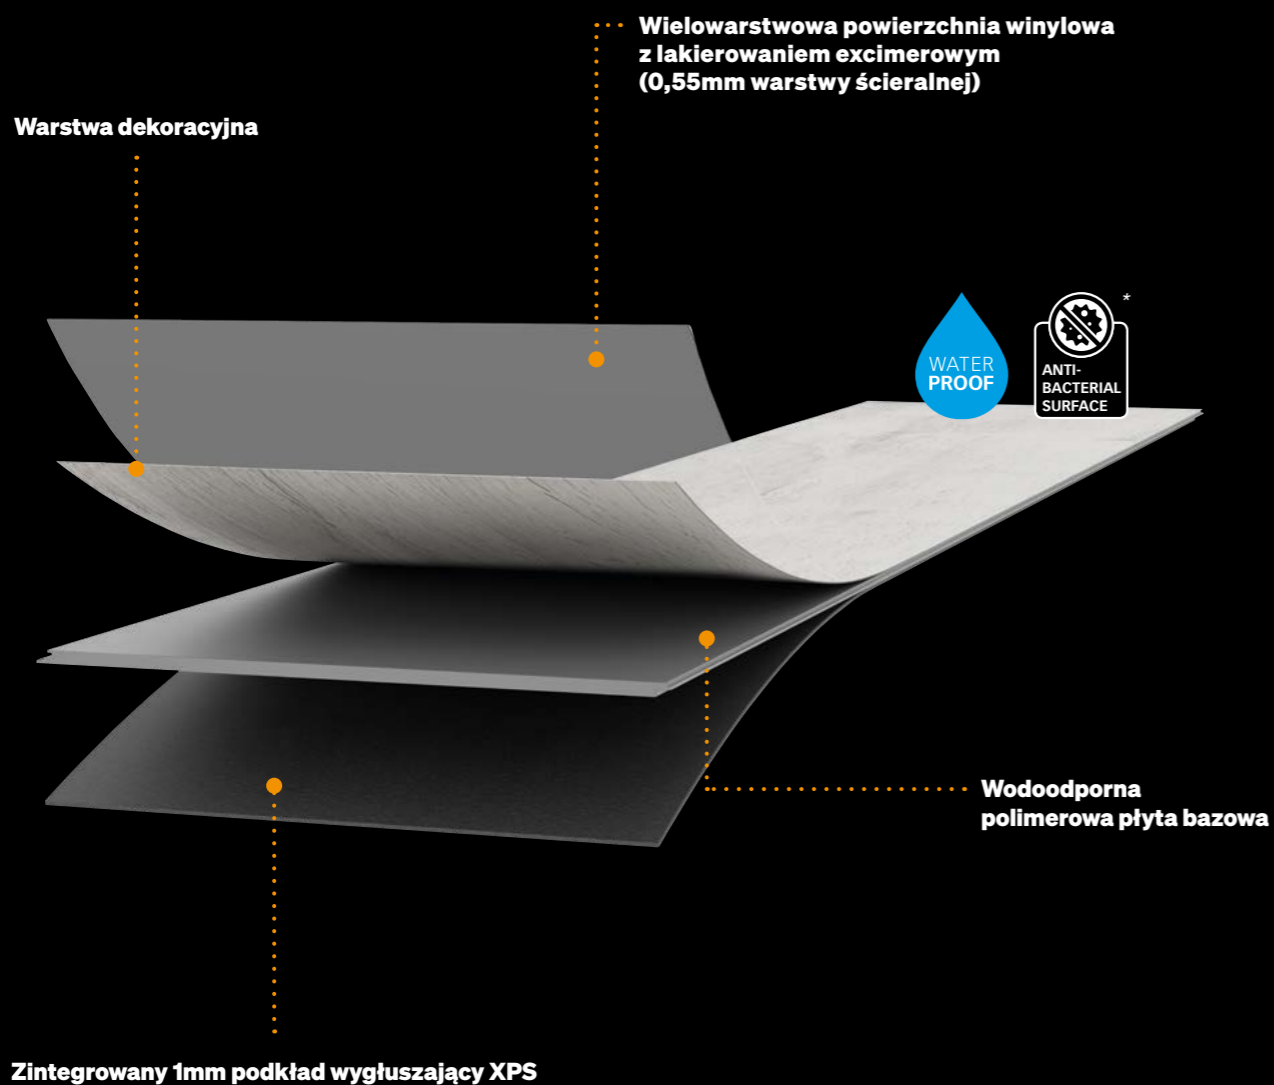 Wielowarstwowa powierzchnia winylowa
z lakierowaniem excimerowym
(0,55mm warstwy ścieralnej)
Warstwa dekoracyjna
WATER
PROOF
*
ANTI-
BACTERIAL
SURFACE
Wodoodporna
polimerowa płyta bazowa
Zintegrowany 1mm podkład wygłuszający XPS